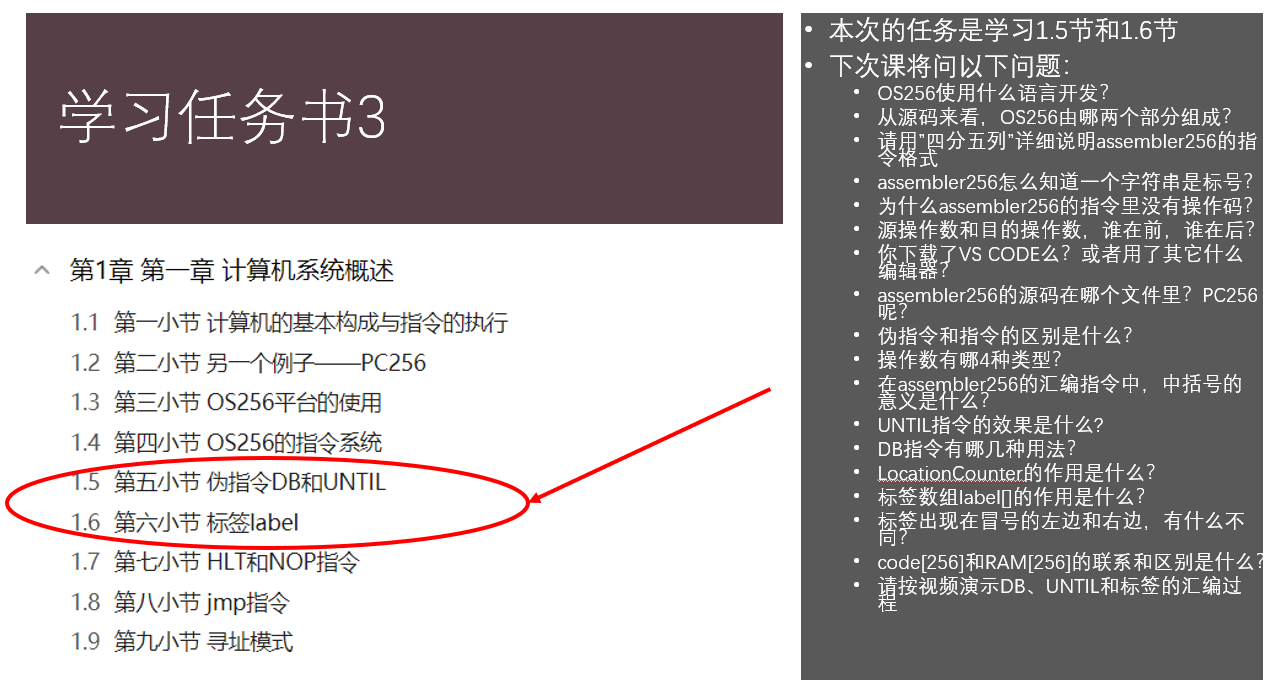 学习任务书3
第1章 第一章 计算机系统概述
1.1 第一小节 计算机的基本构成与指令的执行
1.2 第二小节 另一个例子——PC256
1.3 第三小节 OS256平台的使用
1.4 第四小节 OS256的指令系统
1.5 第五小节 伪指令DB和UNTIL
1.6 第六小节 标签label
1.7 第七小节 HLT和NOP指令
1.8 第八小节 jmp指令
1.9 第九小节 寻址模式
• 本次的任务是学习1.5节和1.6节
• 下次课将问以下问题：
• OS256使用什么语言开发？
• 从源码来看，OS256由哪两个部分组成？
• 请用”四分五列”详细说明assembler256的指
令格式
• assembler256怎么知道一个字符串是标号？
• 为什么assembler256的指令里没有操作码？
• 源操作数和目的操作数，谁在前，谁在后？
• 你下载了VS CODE么？或者用了其它什么
编辑器？
• assembler256的源码在哪个文件里？PC256
呢？
• 伪指令和指令的区别是什么？
• 操作数有哪4种类型？
• 在assembler256的汇编指令中，中括号的
意义是什么？
• UNTIL指令的效果是什么？
• DB指令有哪几种用法？
• LocationCounter的作用是什么？
• 标签数组label[]的作用是什么？
• 标签出现在冒号的左边和右边，有什么不
同？
• code[256]和RAM[256]的联系和区别是什么？
• 请按视频演示DB、UNTIL和标签的汇编过
程